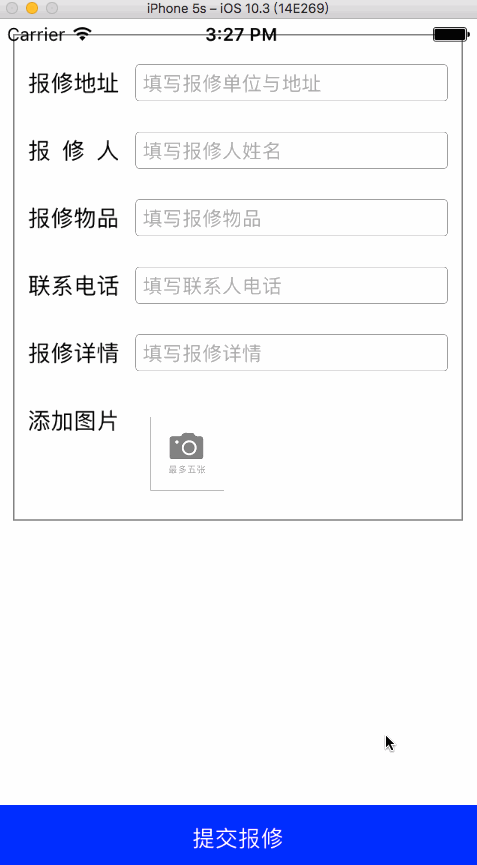 iPhone 5s – iOS 10.3 (14E269)
Carrier 3:27 PM
报修地址 填写报修单位与地址
报 修 人 填写报修人姓名
报修物品 填写报修物品
联系电话 填写联系人电话
报修详情 填写报修详情
添加图片
最多五张
提交报修